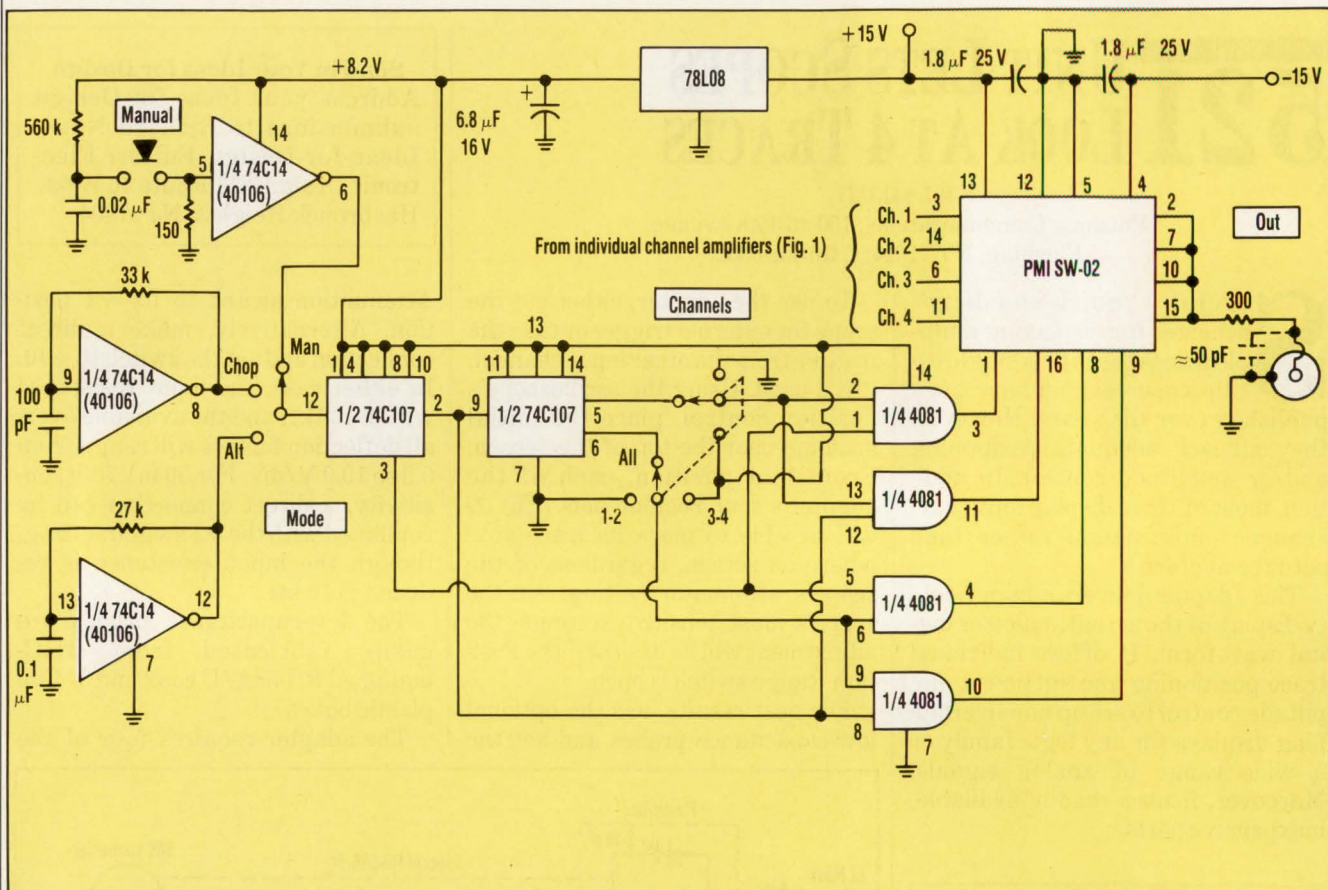 +15 V
1.8 µF 25 V
1.8 µF 25 V
–15 V
+8.2 V
78L08
+
6.8 µF
16 V
560 k
Manual
14
5
1/4 74C14
(40106)
6
0.02 µF
150
13
12
5
4
Ch. 1
3
2
Ch. 2
14
7
Ch. 3
6
10
Ch. 4
11
15
PMI SW-02
Out
From individual channel amplifiers (Fig. 1)
300
≈ 50 pF
1
16
8
9
33 k
Channels
Man
Chop
9
1/4 74C14
(40106)
8
100
pF
Alt
Mode
1
4
8
10
12
1/2 74C107
2
3
13
11
14
9
1/2 74C107
5
6
7
All
1-2
3-4
14
2
1/4 4081
3
13
12
1/4 4081
11
5
6
1/4 4081
4
9
8
1/4 4081
10
7
27 k
13
1/4 74C14
(40106)
12
7
0.1
µF